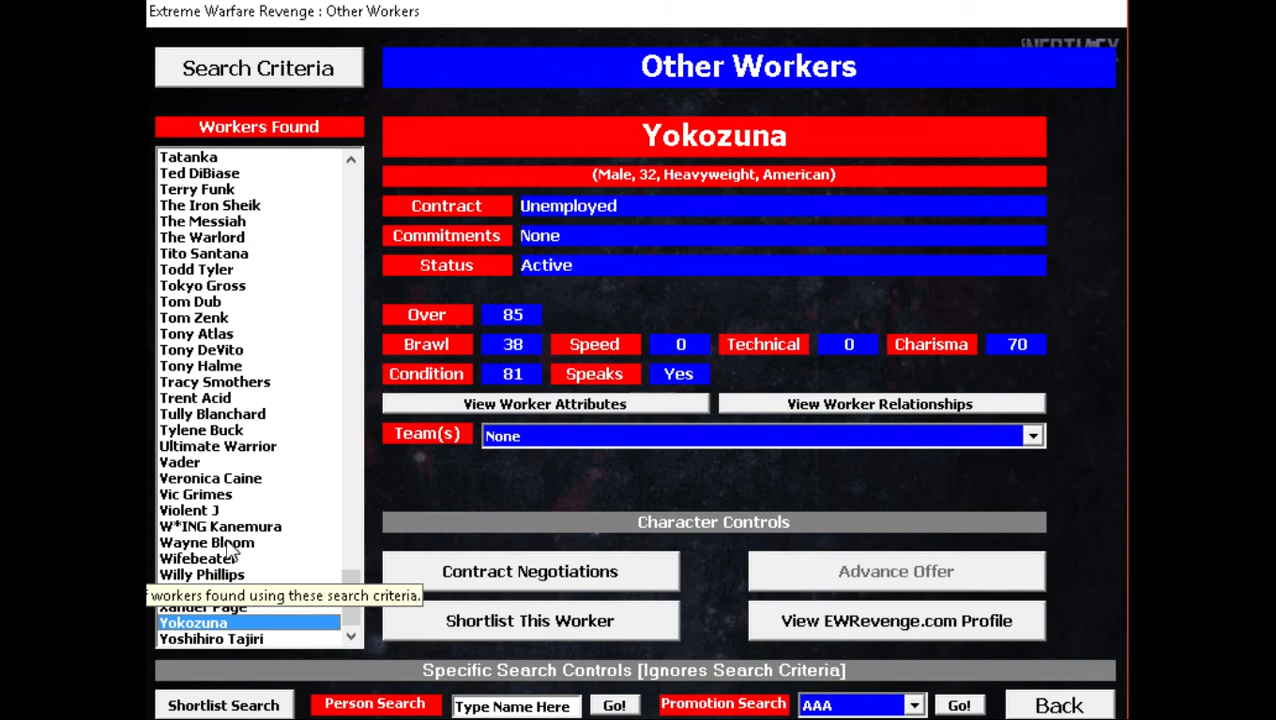 Extreme Warfare Revenge : Other Workers
Search Criteria
Other Workers
Workers Found
Tatanka
Ted DiBiase
Terry Funk
The Iron Sheik
The Messiah
The Warlord
Tito Santana
Todd Tyler
Tokyo Gross
Tom Dub
Tom Zenk
Tony Atlas
Tony DeVito
Tony Halme
Tracy Smothers
Trent Acid
Tully Blanchard
Tylene Buck
Ultimate Warrior
Vader
Veronica Caine
Vic Grimes
Violent J
W*ING Kanemura
Wayne Bloom
Wifebeater
Willy Phillips
workers found using these search criteria.
Xander Page
Yokozuna
Yoshihiro Tajiri
Yokozuna
(Male, 32, Heavyweight, American)
Contract Unemployed
Commitments None
Status Active
Over 85
Brawl 38 Speed 0 Technical 0 Charisma 70
Condition 81 Speaks Yes
View Worker Attributes View Worker Relationships
Team(s) None
Character Controls
Contract Negotiations Advance Offer
Shortlist This Worker View EWRevenge.com Profile
Specific Search Controls [Ignores Search Criteria]
Shortlist Search Person Search Type Name Here Go! Promotion Search AAA Go! Back